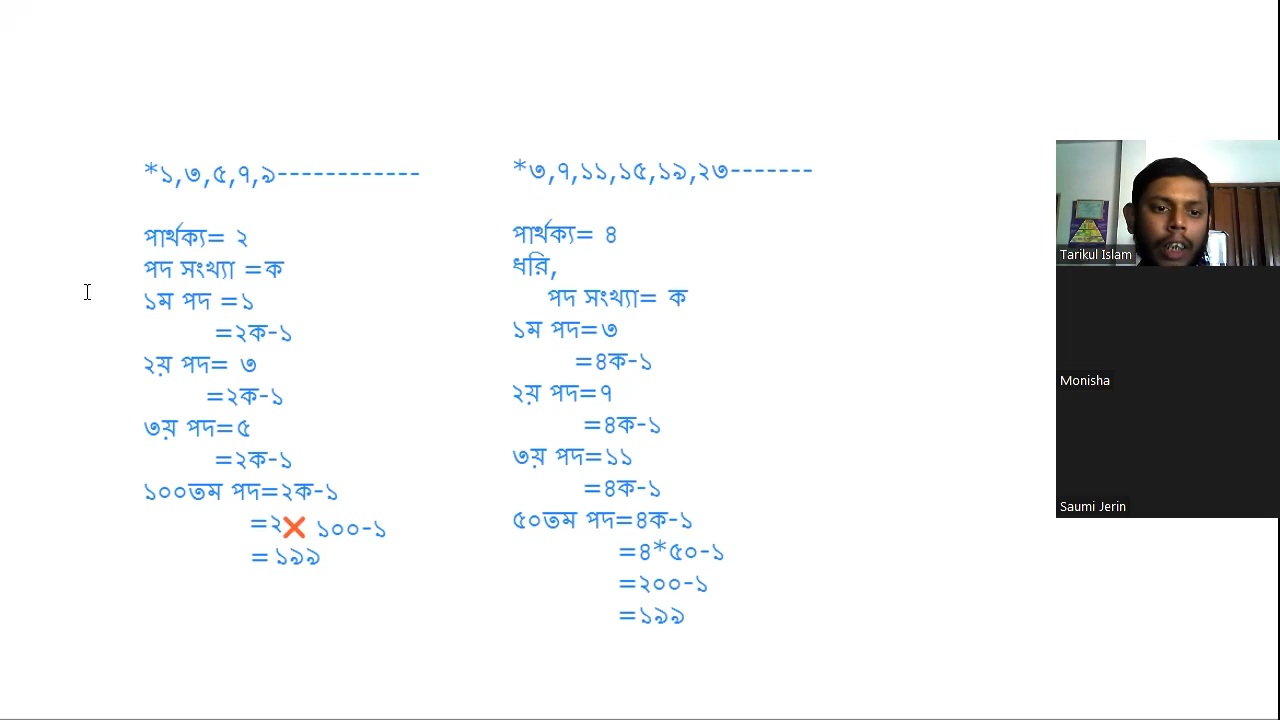 *১,৩,৫,৭,৯------------
পার্থক্য= ২
পদ সংখ্যা =ক
১ম পদ =১
=২ক-১
২য় পদ= ৩
=২ক-১
৩য় পদ=৫
=২ক-১
১০০তম পদ=২ক-১
=২❌ ১০০-১
=১৯৯
*৩,৭,১১,১৫,১৯,২৩-------
পার্থক্য= ৪
ধরি,
পদ সংখ্যা= ক
১ম পদ=৩
=৪ক-১
২য় পদ=৭
=৪ক-১
৩য় পদ=১১
=৪ক-১
৫০তম পদ=৪ক-১
=৪*৫০-১
=২০০-১
=১৯৯
Tarikul Islam
Monisha
Saumi Jerin